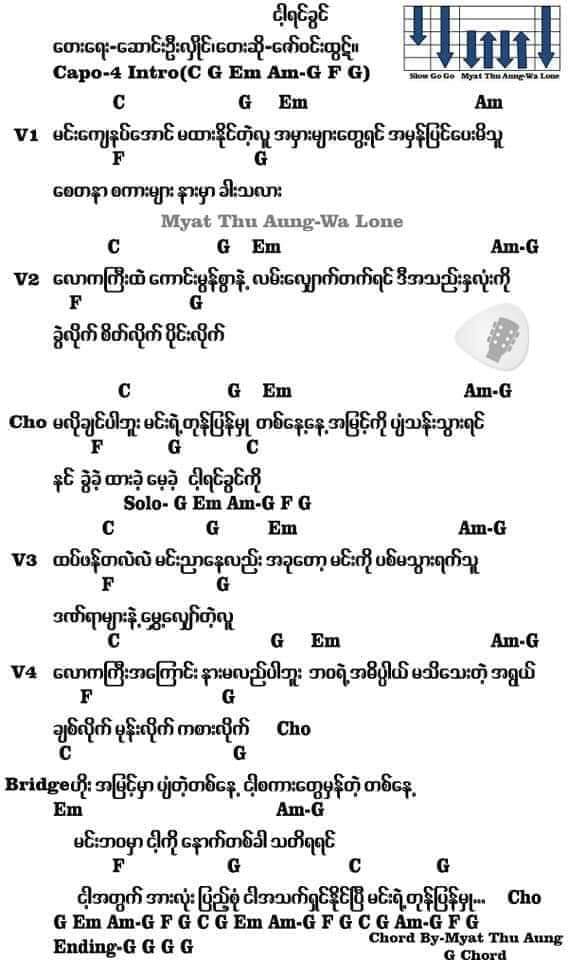 ငါ့ရင်ခွင်
တေးရေး-ဆောင်းဦးလှိုင်၊တေးဆို-ဇော်ဝင်းထွဋ်။
Slow Go Go Myat Thu Aung-Wa Lone
Capo-4 Intro(C G Em Am-G F G)
C G Em Am
V1 မင်းကျေနပ်အောင် မထားနိုင်တဲ့လူ အမှားများတွေ့ရင် အမှန်ပြင်ပေးမိသူ
F G
စေတနာ စကားများ နားမှာ ခါးသလား
Myat Thu Aung-Wa Lone
C G Em Am-G
V2 လောကကြီးထဲ ကောင်းမွန်စွာနဲ့ လမ်းလျှောက်တက်ရင် ဒီအသည်းနှလုံးကို
F G
ခွဲလိုက် စိတ်လိုက် ပိုင်းလိုက်
C G Em Am-G
Cho မလိုချင်ပါဘူး မင်းရဲ့တုန်ပြန်မှု တစ်နေ့နေ့ အမြင့်ကို ပျံသန်းသွားရင်
F G C
နင် ခွဲခဲ့ ထားခဲ့ မေ့ခဲ့ ငါ့ရင်ခွင်ကို
Solo- G Em Am-G F G
C G Em Am-G
V3 ထပ်ဖန်တလဲလဲ မင်းညာနေလည်း အခုတော့ မင်းကို ပစ်မသွားရက်သူ
F G
ဒဏ်ရာများနဲ့ မွေ့လျှော်တဲ့လူ
C G Em Am-G
V4 လောကကြီးအကြောင်း နားမလည်ပါဘူး ဘဝရဲ့အဓိပ္ပါယ် မသိသေးတဲ့ အရွယ်
F G
ချစ်လိုက် မုန်းလိုက် ကစားလိုက် Cho
C G
Bridge ဟိုး အမြင့်မှာ ပျံတဲ့တစ်နေ့ ငါ့စကားတွေမှန်တဲ့ တစ်နေ့
Em Am-G
မင်းဘဝမှာ ငါ့ကို နောက်တစ်ခါ သတိရရင်
F G C G
ငါ့အတွက် အားလုံး ပြည့်စုံ ငါအသက်ရှင်နိုင်ပြီ မင်းရဲ့တုန်ပြန်မှု... Cho
G Em Am-G F G C G Em Am-G F G C G Am-G F G
Ending-G G G G
Chord By-Myat Thu Aung
G Chord